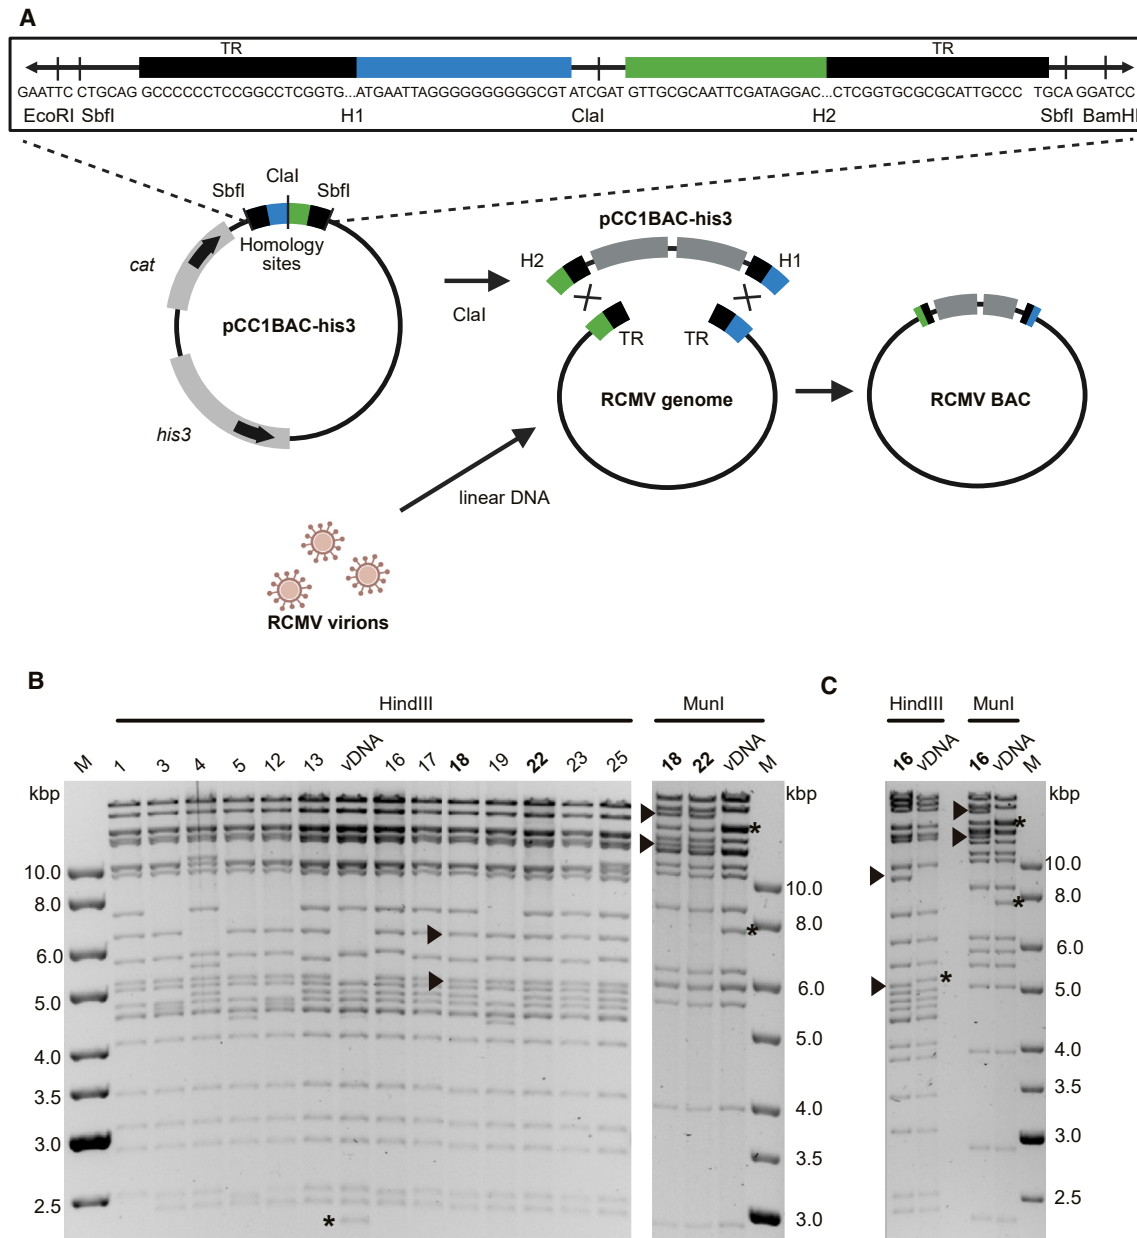 A
TR TR
GAATTC CTGCAG GCCCCCCTCCGGCCTCGGTG...ATGAATTAGGGGGGGGGGCGT ATCGAT GTTGCGCAATTCGATAGGAC...CTCGGTGCGCGCATTGCCC TGCA GGATCC
EcoRI SbfI H1 ClaI H2 SbfI BamHI
ClaI
SbfI SbfI
Homology
sites
cat
pCC1BAC-his3
his3
ClaI
pCC1BAC-his3
H2 H1
TR TR
RCMV genome
RCMV BAC
linear DNA
RCMV virions
B
HindIII MunI
M 1 3 4 5 12 13 vDNA 16 17 18 19 22 23 25 18 22 vDNA M
kbp kbp
10.0
8.0
6.0
5.0
4.0
3.5
3.0
2.5
*
*
*
10.0
8.0
6.0
5.0
4.0
3.5
3.0
C
HindIII MunI
16 vDNA 16 vDNA M
kbp
*
*
*
10.0
8.0
6.0
5.0
4.0
3.5
3.0
2.5